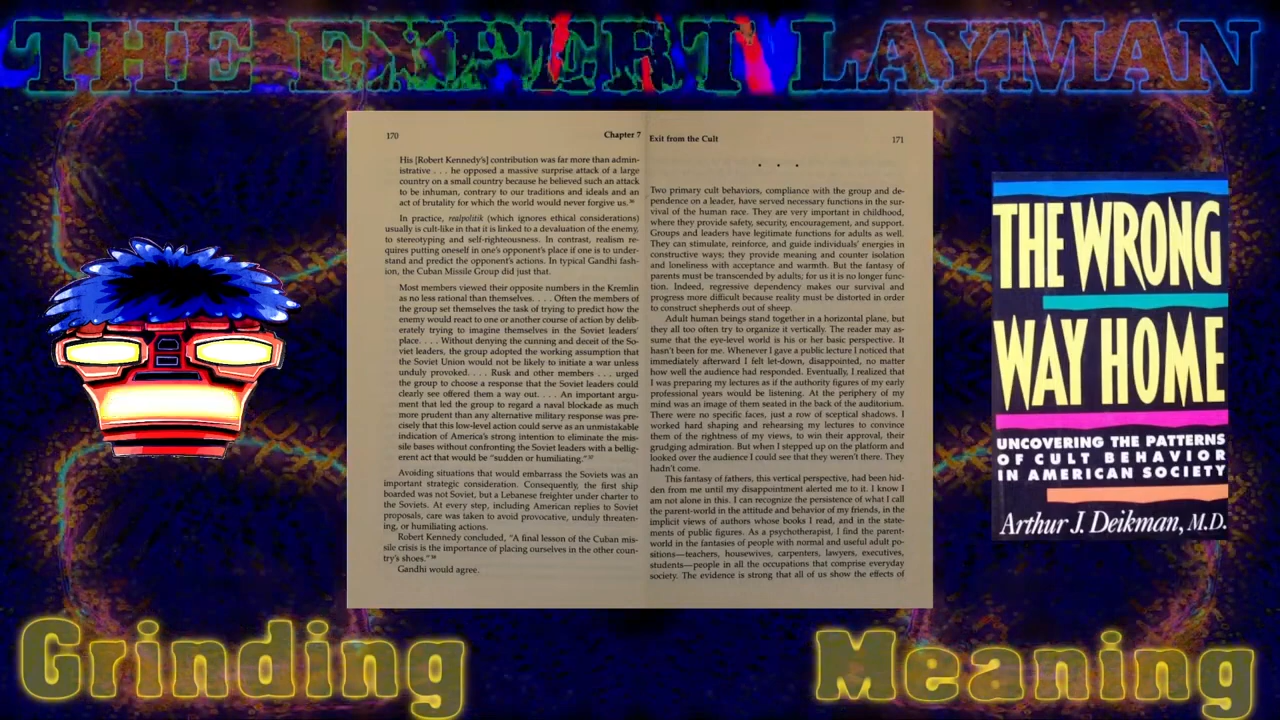 THE EXPERT LAYMAN
170
Chapter 7
His [Robert Kennedy's] contribution was far more than admin-
istrative . . . he opposed a massive surprise attack of a large
country on a small country because he believed such an attack
to be inhuman, contrary to our traditions and ideals and an
act of brutality for which the world would never forgive us.³⁶
In practice, realpolitik (which ignores ethical considerations)
usually is cult-like in that it is linked to a devaluation of the enemy,
to stereotyping and self-righteousness. In contrast, realism re-
quires putting oneself in one's opponent's place if one is to under-
stand and predict the opponent's actions. In typical Gandhi fash-
ion, the Cuban Missile Group did just that.
Most members viewed their opposite numbers in the Kremlin
as no less rational than themselves. . . . Often the members of
the group set themselves the task of trying to predict how the
enemy would react to one or another course of action by delib-
erately trying to imagine themselves in the Soviet leaders'
place. . . . Without denying the cunning and deceit of the So-
viet leaders, the group adopted the working assumption that
the Soviet Union would not be likely to initiate a war unless
unduly provoked. . . . Rusk and other members . . . urged
the group to choose a response that the Soviet leaders could
clearly see offered them a way out. . . . An important argu-
ment that led the group to regard a naval blockade as much
more prudent than any alternative military response was pre-
cisely that this low-level action could serve as an unmistakable
indication of America's strong intention to eliminate the mis-
sile bases without confronting the Soviet leaders with a bellig-
erent act that would be "sudden or humiliating."³⁷
Avoiding situations that would embarrass the Soviets was an
important strategic consideration. Consequently, the first ship
boarded was not Soviet, but a Lebanese freighter under charter to
the Soviets. At every step, including American replies to Soviet
proposals, care was taken to avoid provocative, unduly threaten-
ing, or humiliating actions.
Robert Kennedy concluded, "A final lesson of the Cuban mis-
sile crisis is the importance of placing ourselves in the other coun-
try's shoes."³⁸
Gandhi would agree.
Exit from the Cult
171
. . .
Two primary cult behaviors, compliance with the group and de-
pendence on a leader, have served necessary functions in the sur-
vival of the human race. They are very important in childhood,
where they provide safety, security, encouragement, and support.
Groups and leaders have legitimate functions for adults as well.
They can stimulate, reinforce, and guide individuals' energies in
constructive ways; they provide meaning and counter isolation
and loneliness with acceptance and warmth. But the fantasy of
parents must be transcended by adults; for us it is no longer func-
tion. Indeed, regressive dependency makes our survival and
progress more difficult because reality must be distorted in order
to construct shepherds out of sheep.
Adult human beings stand together in a horizontal plane, but
they all too often try to organize it vertically. The reader may as-
sume that the eye-level world is his or her basic perspective. It
hasn't been for me. Whenever I gave a public lecture I noticed that
immediately afterward I felt let-down, disappointed, no matter
how well the audience had responded. Eventually, I realized that
I was preparing my lectures as if the authority figures of my early
professional years would be listening. At the periphery of my
mind was an image of them seated in the back of the auditorium.
There were no specific faces, just a row of sceptical shadows. I
worked hard shaping and rehearsing my lectures to convince
them of the rightness of my views, to win their approval, their
grudging admiration. But when I stepped up on the platform and
looked over the audience I could see that they weren't there. They
hadn't come.
This fantasy of fathers, this vertical perspective, had been hid-
den from me until my disappointment alerted me to it. I know I
am not alone in this. I can recognize the persistence of what I call
the parent-world in the attitude and behavior of my friends, in the
implicit views of authors whose books I read, and in the state-
ments of public figures. As a psychotherapist, I find the parent-
world in the fantasies of people with normal and useful adult po-
sitions—teachers, housewives, carpenters, lawyers, executives,
students—people in all the occupations that comprise everyday
society. The evidence is strong that all of us show the effects of
THE WRONG
WAY HOME
UNCOVERING THE PATTERNS
OF CULT BEHAVIOR
IN AMERICAN SOCIETY
Arthur J. Deikman, M.D.
Grinding
Meaning